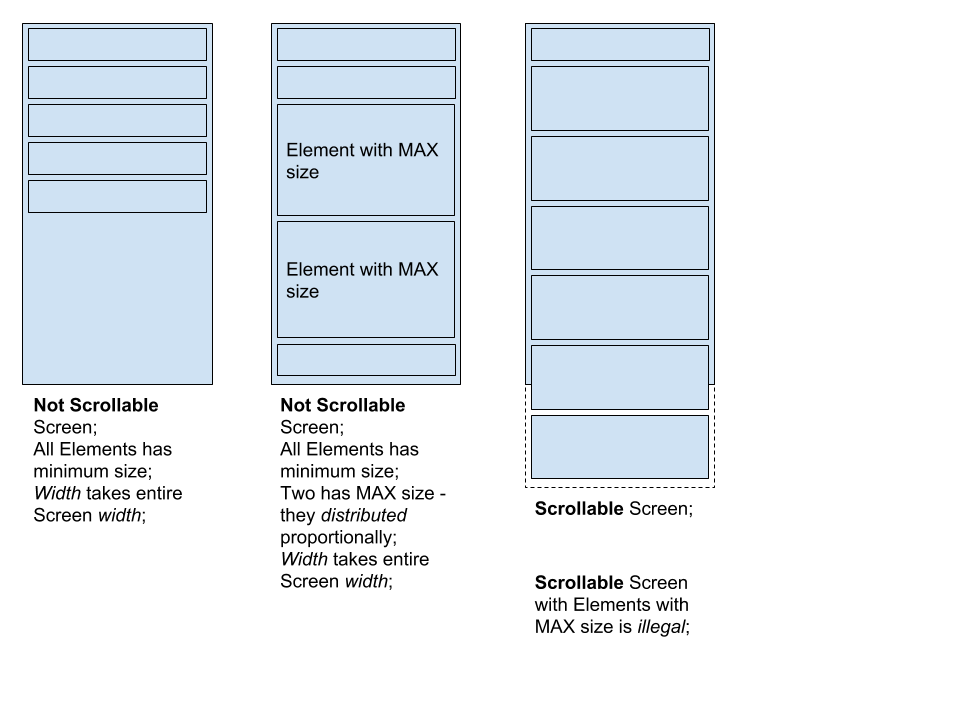 Element with MAX
size
Element with MAX
size
Not Scrollable
Screen;
All Elements has
minimum size;
Width takes entire
Screen width;
Not Scrollable
Screen;
All Elements has
minimum size;
Two has MAX size -
they distributed
proportionally;
Width takes entire
Screen width;
Scrollable Screen;
Scrollable Screen
with Elements with
MAX size is illegal;